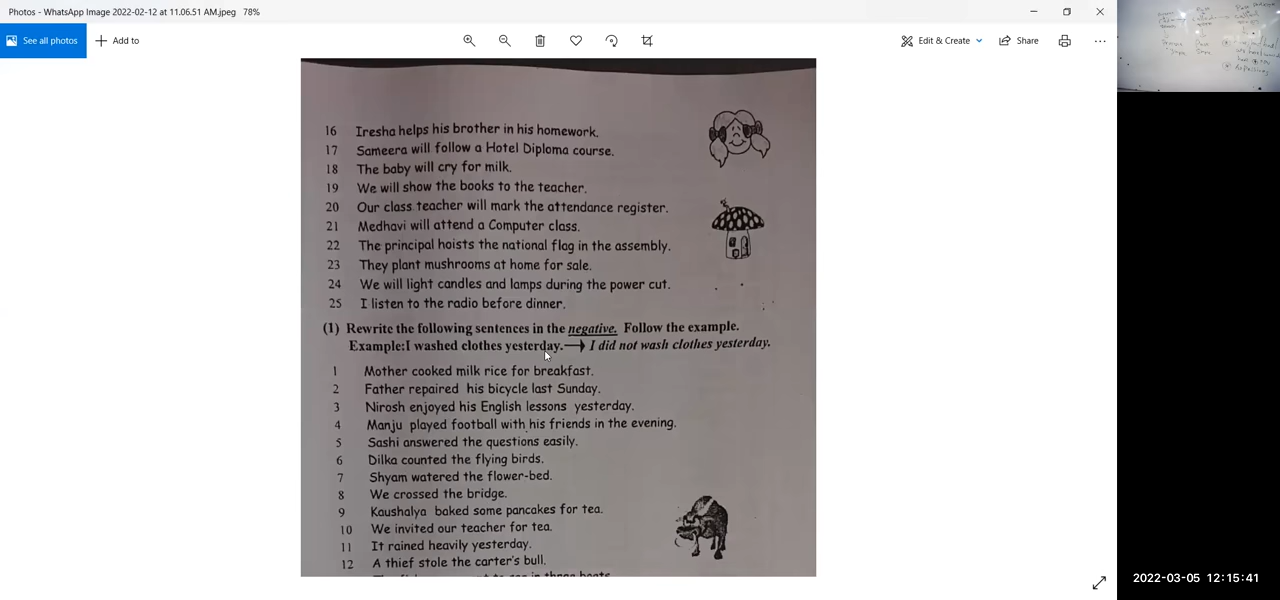 Photos - WhatsApp Image 2022-02-12 at 11.06.51 AM.jpeg 78%
See all photos
Add to
Edit & Create
Share
16 Iresha helps his brother in his homework.
17 Sameera will follow a Hotel Diploma course.
18 The baby will cry for milk.
19 We will show the books to the teacher.
20 Our class teacher will mark the attendance register.
21 Medhavi will attend a Computer class.
22 The principal hoists the national flag in the assembly.
23 They plant mushrooms at home for sale.
24 We will light candles and lamps during the power cut.
25 I listen to the radio before dinner.
(1) Rewrite the following sentences in the negative. Follow the example.
Example:I washed clothes yesterday.→ I did not wash clothes yesterday.
1 Mother cooked milk rice for breakfast.
2 Father repaired his bicycle last Sunday.
3 Nirosh enjoyed his English lessons yesterday.
4 Manju played football with his friends in the evening.
5 Sashi answered the questions easily.
6 Dilka counted the flying birds.
7 Shyam watered the flower-bed.
8 We crossed the bridge.
9 Kaushalya baked some pancakes for tea.
10 We invited our teacher for tea.
11 It rained heavily yesterday.
12 A thief stole the carter's bull.
2022-03-05 12:15:41